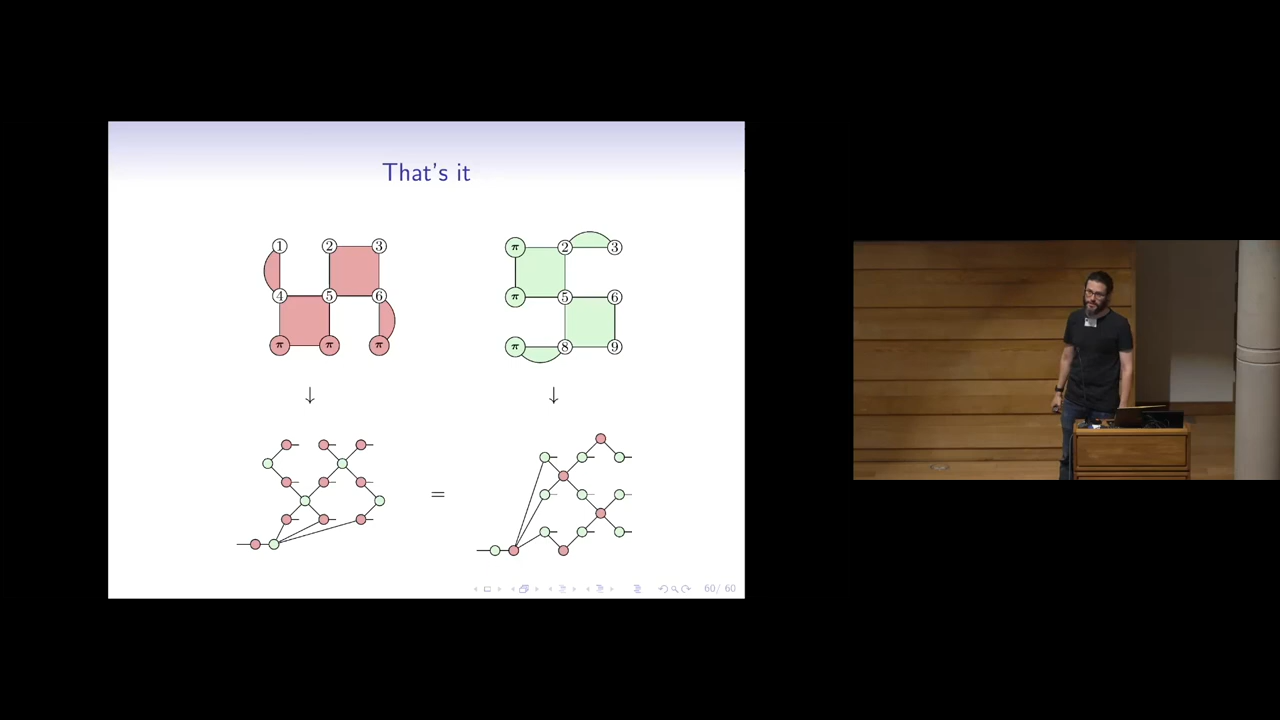 That's it
1 2 3 π 2 3
4 5 6 π 5 6
π π π π 8 9
↓ ↓
=
60 / 60